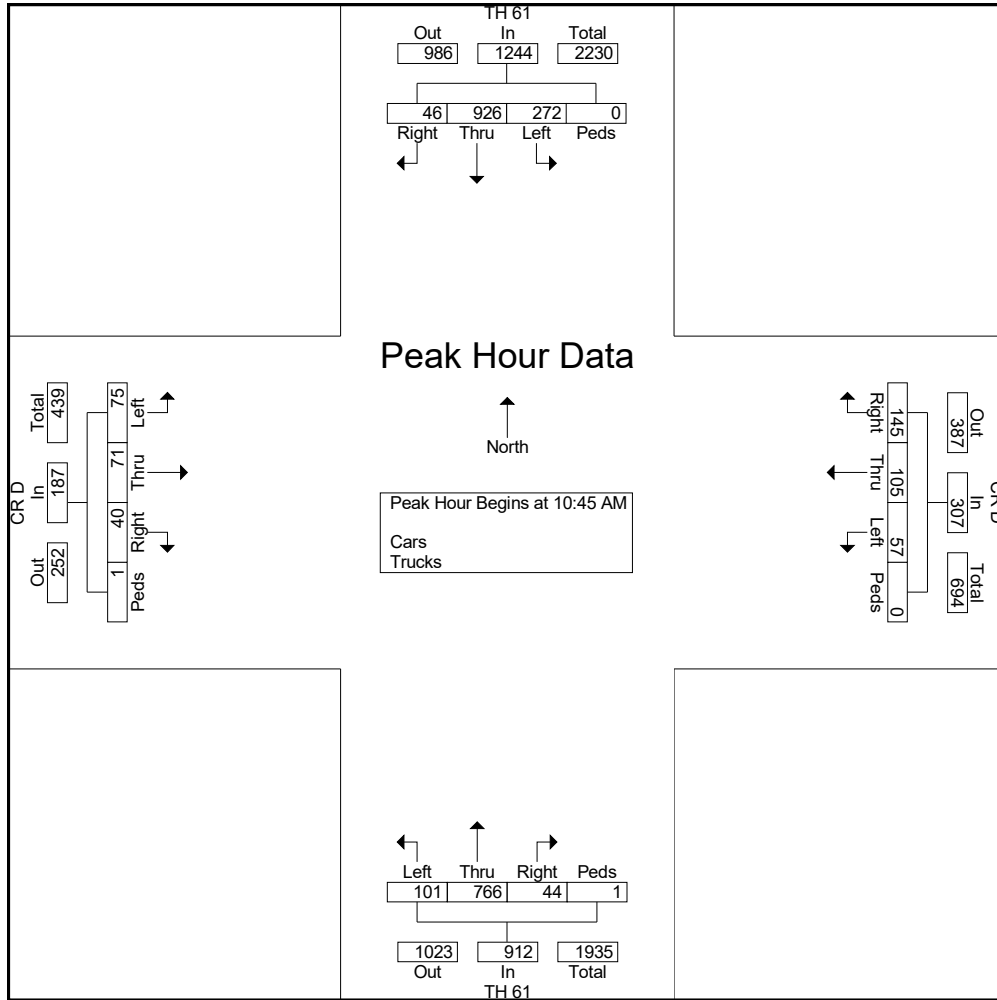 TH 61
Out In Total
986 1244 2230
46 926 272 0
Right Thru Left Peds
Peak Hour Data
North
Peak Hour Begins at 10:45 AM
Cars
Trucks
CR D
Total In Out
439 187 252
75 71 40 1
Left Thru Right Peds
Right Thru Left Peds
145 105 57 0
Out In Total
387 307 694
CR D
Left Thru Right Peds
101 766 44 1
1023 912 1935
Out In Total
TH 61